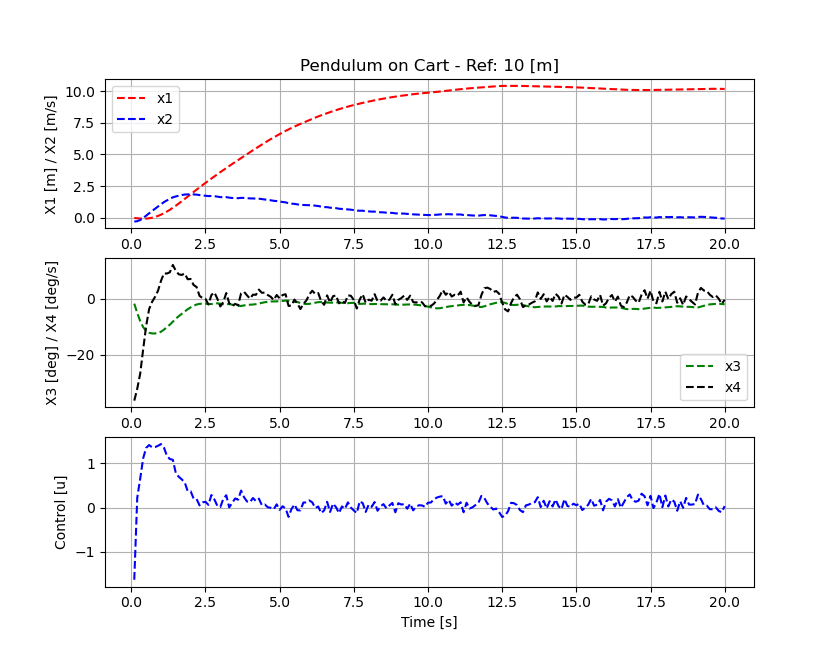 Pendulum on Cart - Ref: 10 [m]
X1 [m] / X2 [m/s]
10.0
7.5
5.0
2.5
0.0
x1
x2
0.0 2.5 5.0 7.5 10.0 12.5 15.0 17.5 20.0
X3 [deg] / X4 [deg/s]
0
−20
x3
x4
0.0 2.5 5.0 7.5 10.0 12.5 15.0 17.5 20.0
Control [u]
1
0
−1
0.0 2.5 5.0 7.5 10.0 12.5 15.0 17.5 20.0
Time [s]